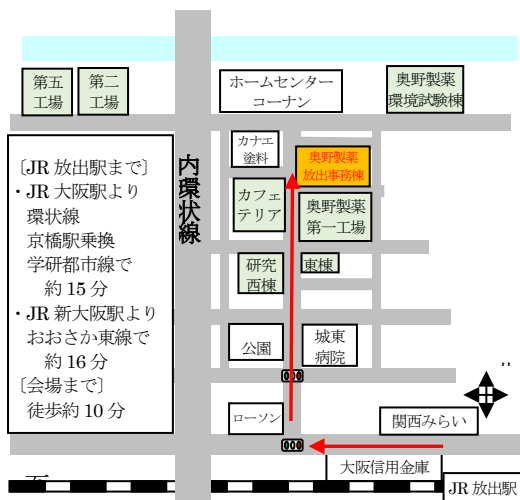 第五
工場
第二
工場
ホームセンター
コーナン
奥野製薬
環境試験棟
カナエ
塗料
奥野製薬
放出事務棟
内環状線
カフェ
テリア
奥野製薬
第一工場
研究
西棟
東棟
公園
城東
病院
ローソン
関西みらい
大阪信用金庫
JR 放出駅
〔JR 放出駅まで〕
・JR 大阪駅より
環状線
京橋駅乗換
学研都市線で
約 15 分
・JR 新大阪駅より
おおさか東線で
約 16 分
〔会場まで〕
徒歩約 10 分